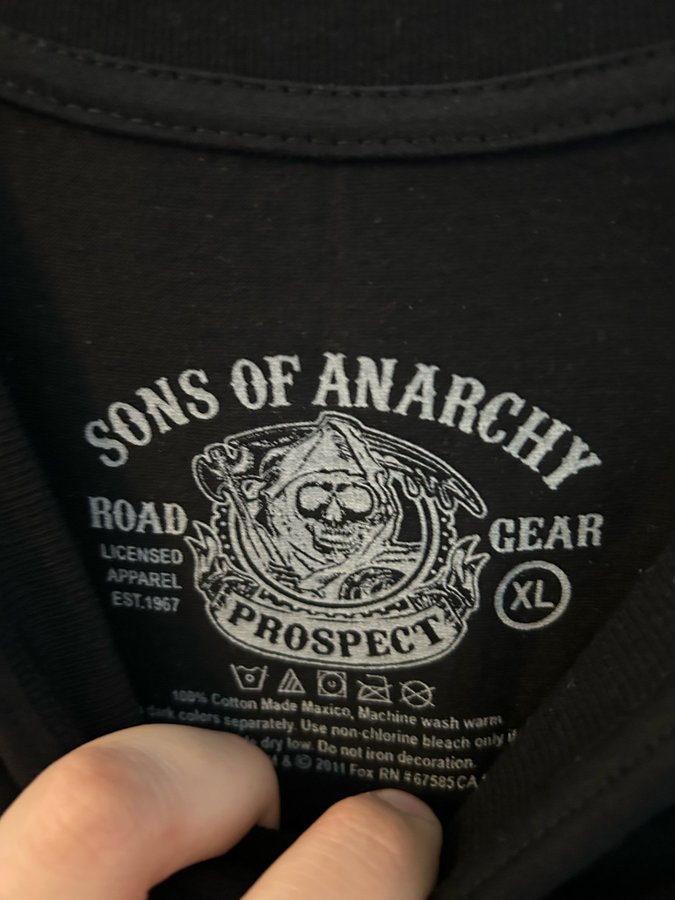 SONS OF ANARCHY
ROAD GEAR
LICENSED
APPAREL
EST.1967
XL
PROSPECT
100% Cotton Made Maxico, Machine wash warm
dark colors separately. Use non-chlorine bleach only
dry low. Do not iron decoration.
& © 2011 Fox RN # 67585 CA